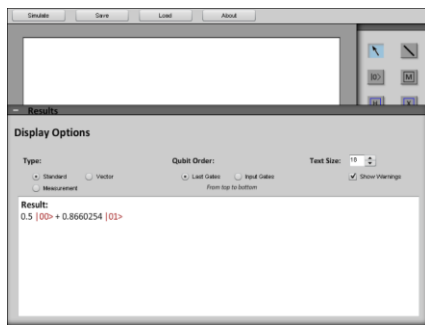 Simulate Save Load About
|0> M
H X
Results
Display Options
Type: Qubit Order: Text Size: 18
Standard Vector Last Gates Input Gates Show Warnings
Measurement From top to bottom
Result:
0.5 |00> + 0.8660254 |01>